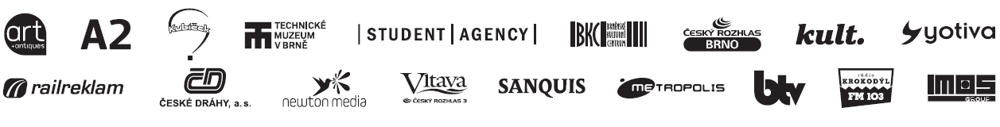 art
+antiques
A2
Kubíček
TECHNICKÉ
MUZEUM
V BRNĚ
STUDENT AGENCY
BKC
BRNĚNSKÉ
KULTURNÍ
CENTRUM
ČESKÝ ROZHLAS
BRNO
kult.
yotiva
railreklam
ČD
ČESKÉ DRÁHY, a.s.
newton media
Vltava
ČESKÝ ROZHLAS 3
SANQUIS
METROPOLIS
btv
rádio
KROKODÝL
FM 103
IMOS
GROUP